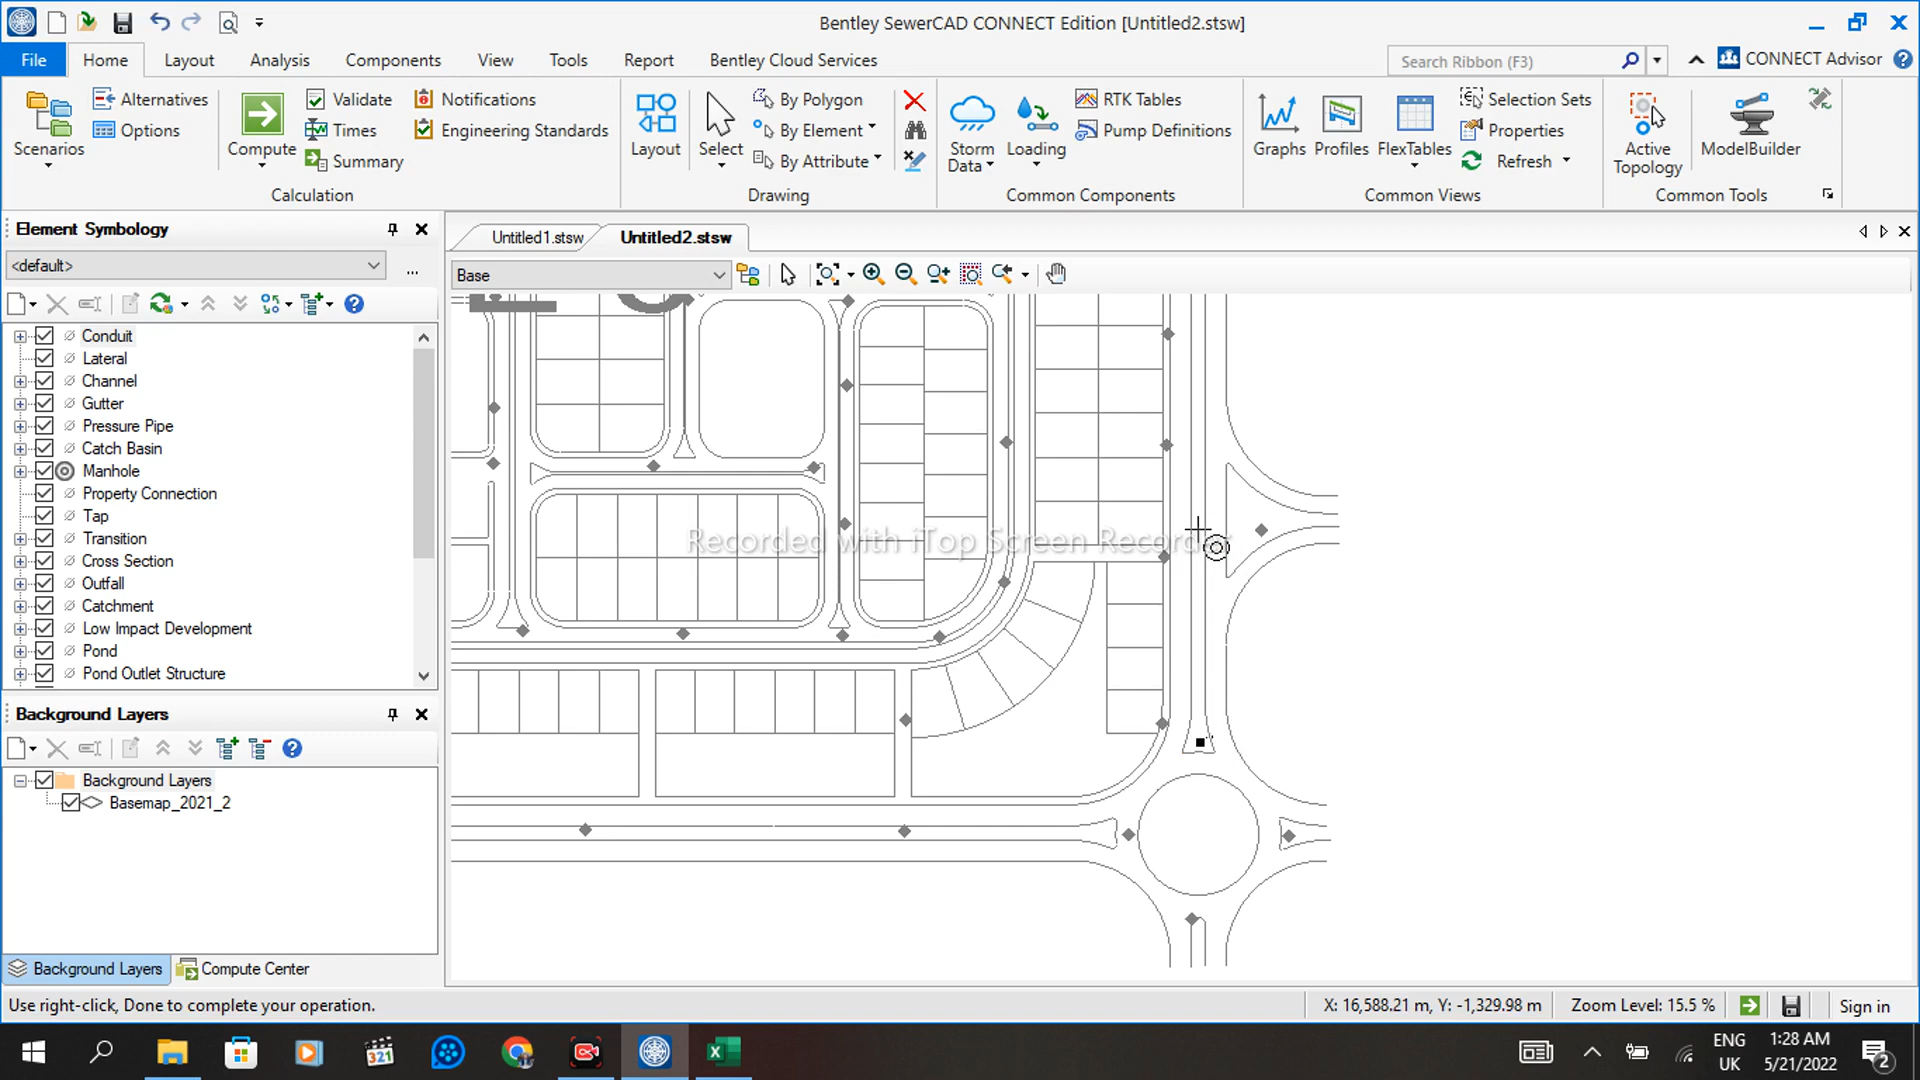 Bentley SewerCAD CONNECT Edition [Untitled2.stsw]
File Home Layout Analysis Components View Tools Report Bentley Cloud Services Search Ribbon (F3) CONNECT Advisor
Scenarios Alternatives Options Compute Validate Times Summary Notifications Engineering Standards
Calculation
Layout Select By Polygon By Element By Attribute
Drawing
Storm Data Loading RTK Tables Pump Definitions
Common Components
Graphs Profiles FlexTables Selection Sets Properties Refresh
Common Views
Active Topology ModelBuilder
Common Tools
Element Symbology
<default>
...
Conduit
Lateral
Channel
Gutter
Pressure Pipe
Catch Basin
Manhole
Property Connection
Tap
Transition
Cross Section
Outfall
Catchment
Low Impact Development
Pond
Pond Outlet Structure
Background Layers
Background Layers
Basemap_2021_2
Background Layers Compute Center
Untitled1.stsw Untitled2.stsw
Base
Recorded with iTop Screen Recorder
Use right-click, Done to complete your operation.
X: 16,588.21 m, Y: -1,329.98 m Zoom Level: 15.5 % Sign in
321
ENG
UK
1:28 AM
5/21/2022
2